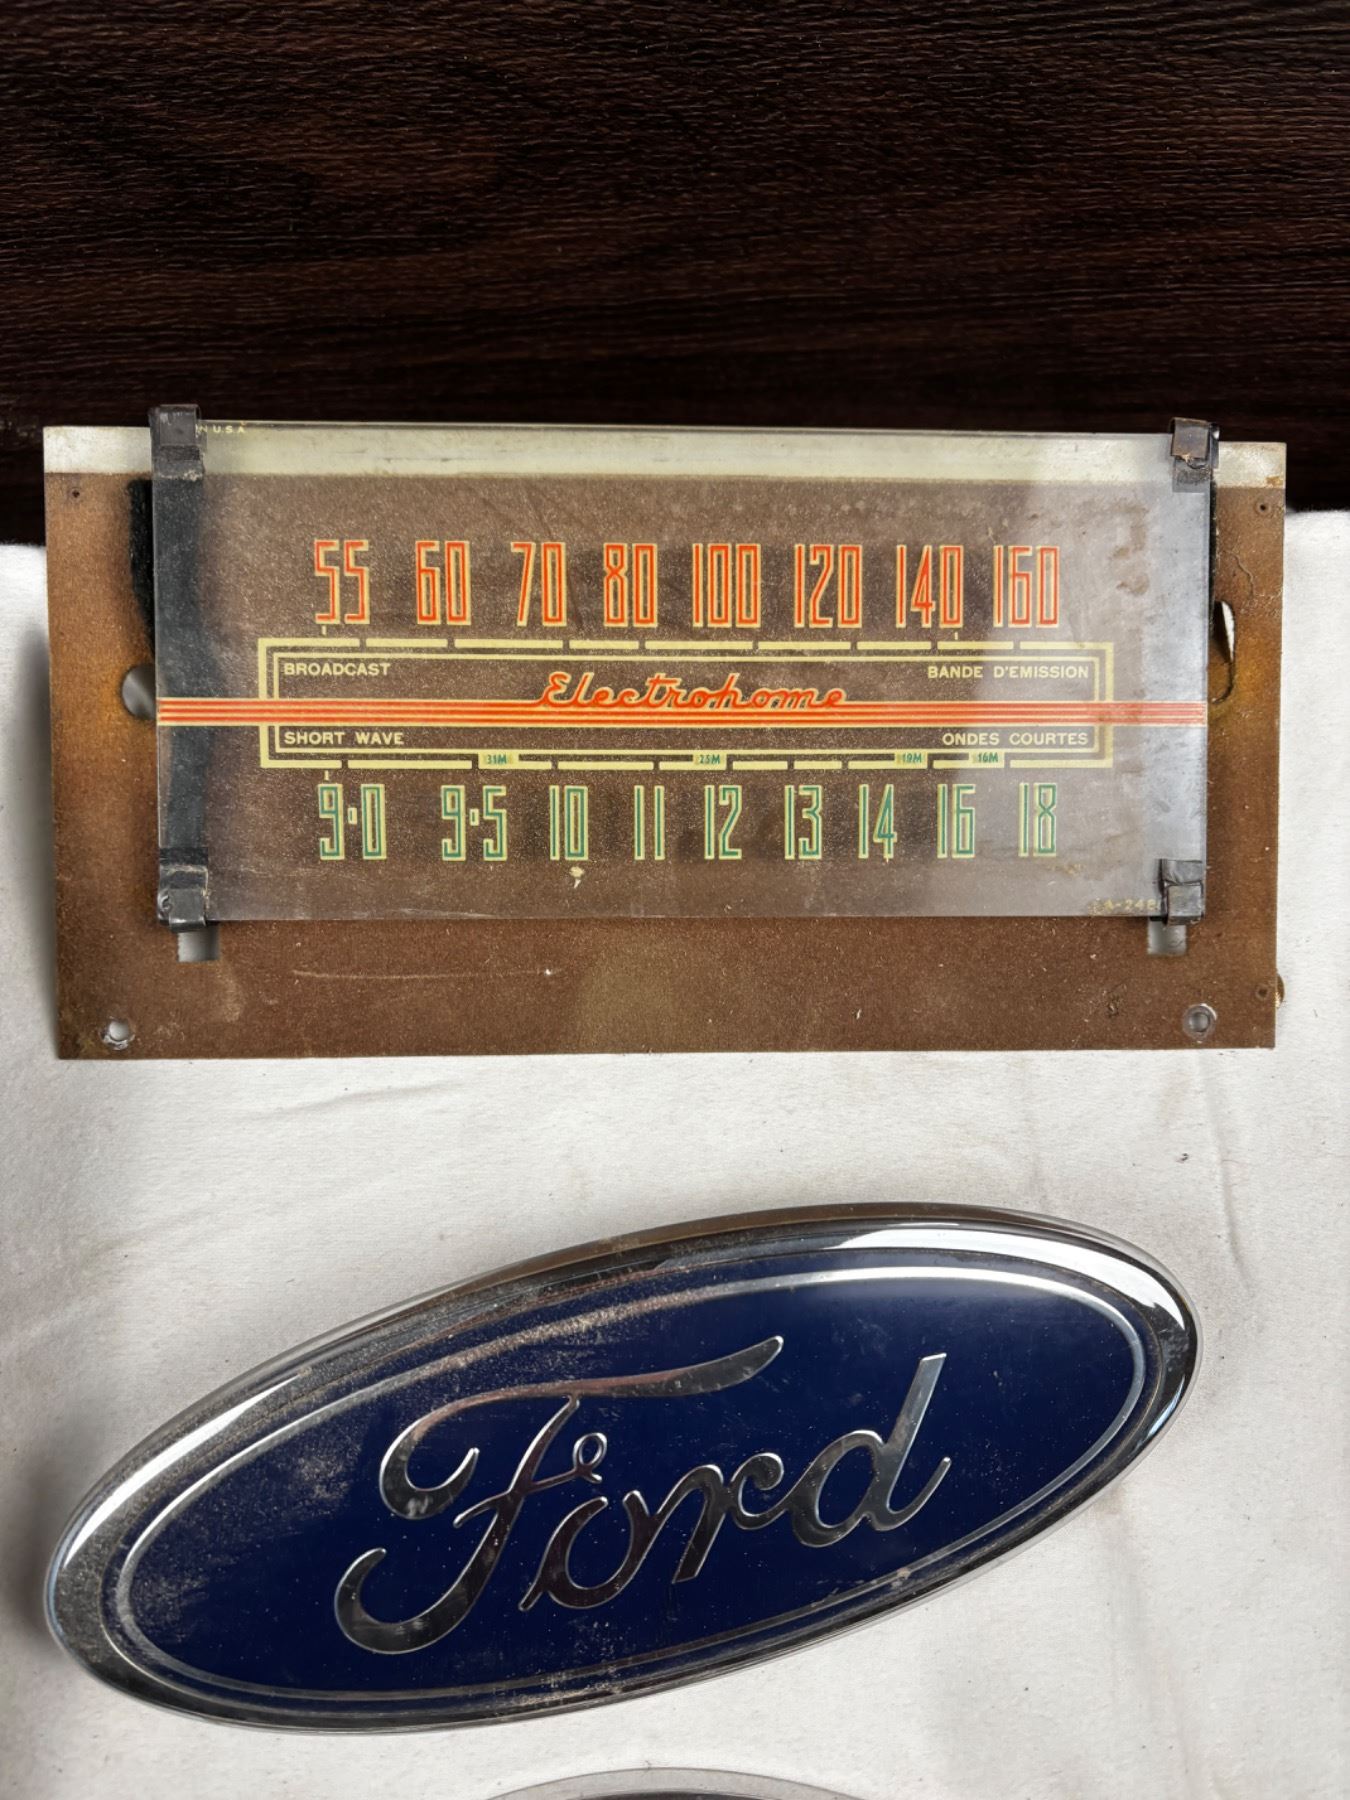 U.S.A
55 60 70 80 100 120 140 160
BROADCAST BANDE D'EMISSION
Electrohome
SHORT WAVE ONDES COURTES
31M 25M 19M 16M
9.0 9.5 10 11 12 13 14 16 18
Ford